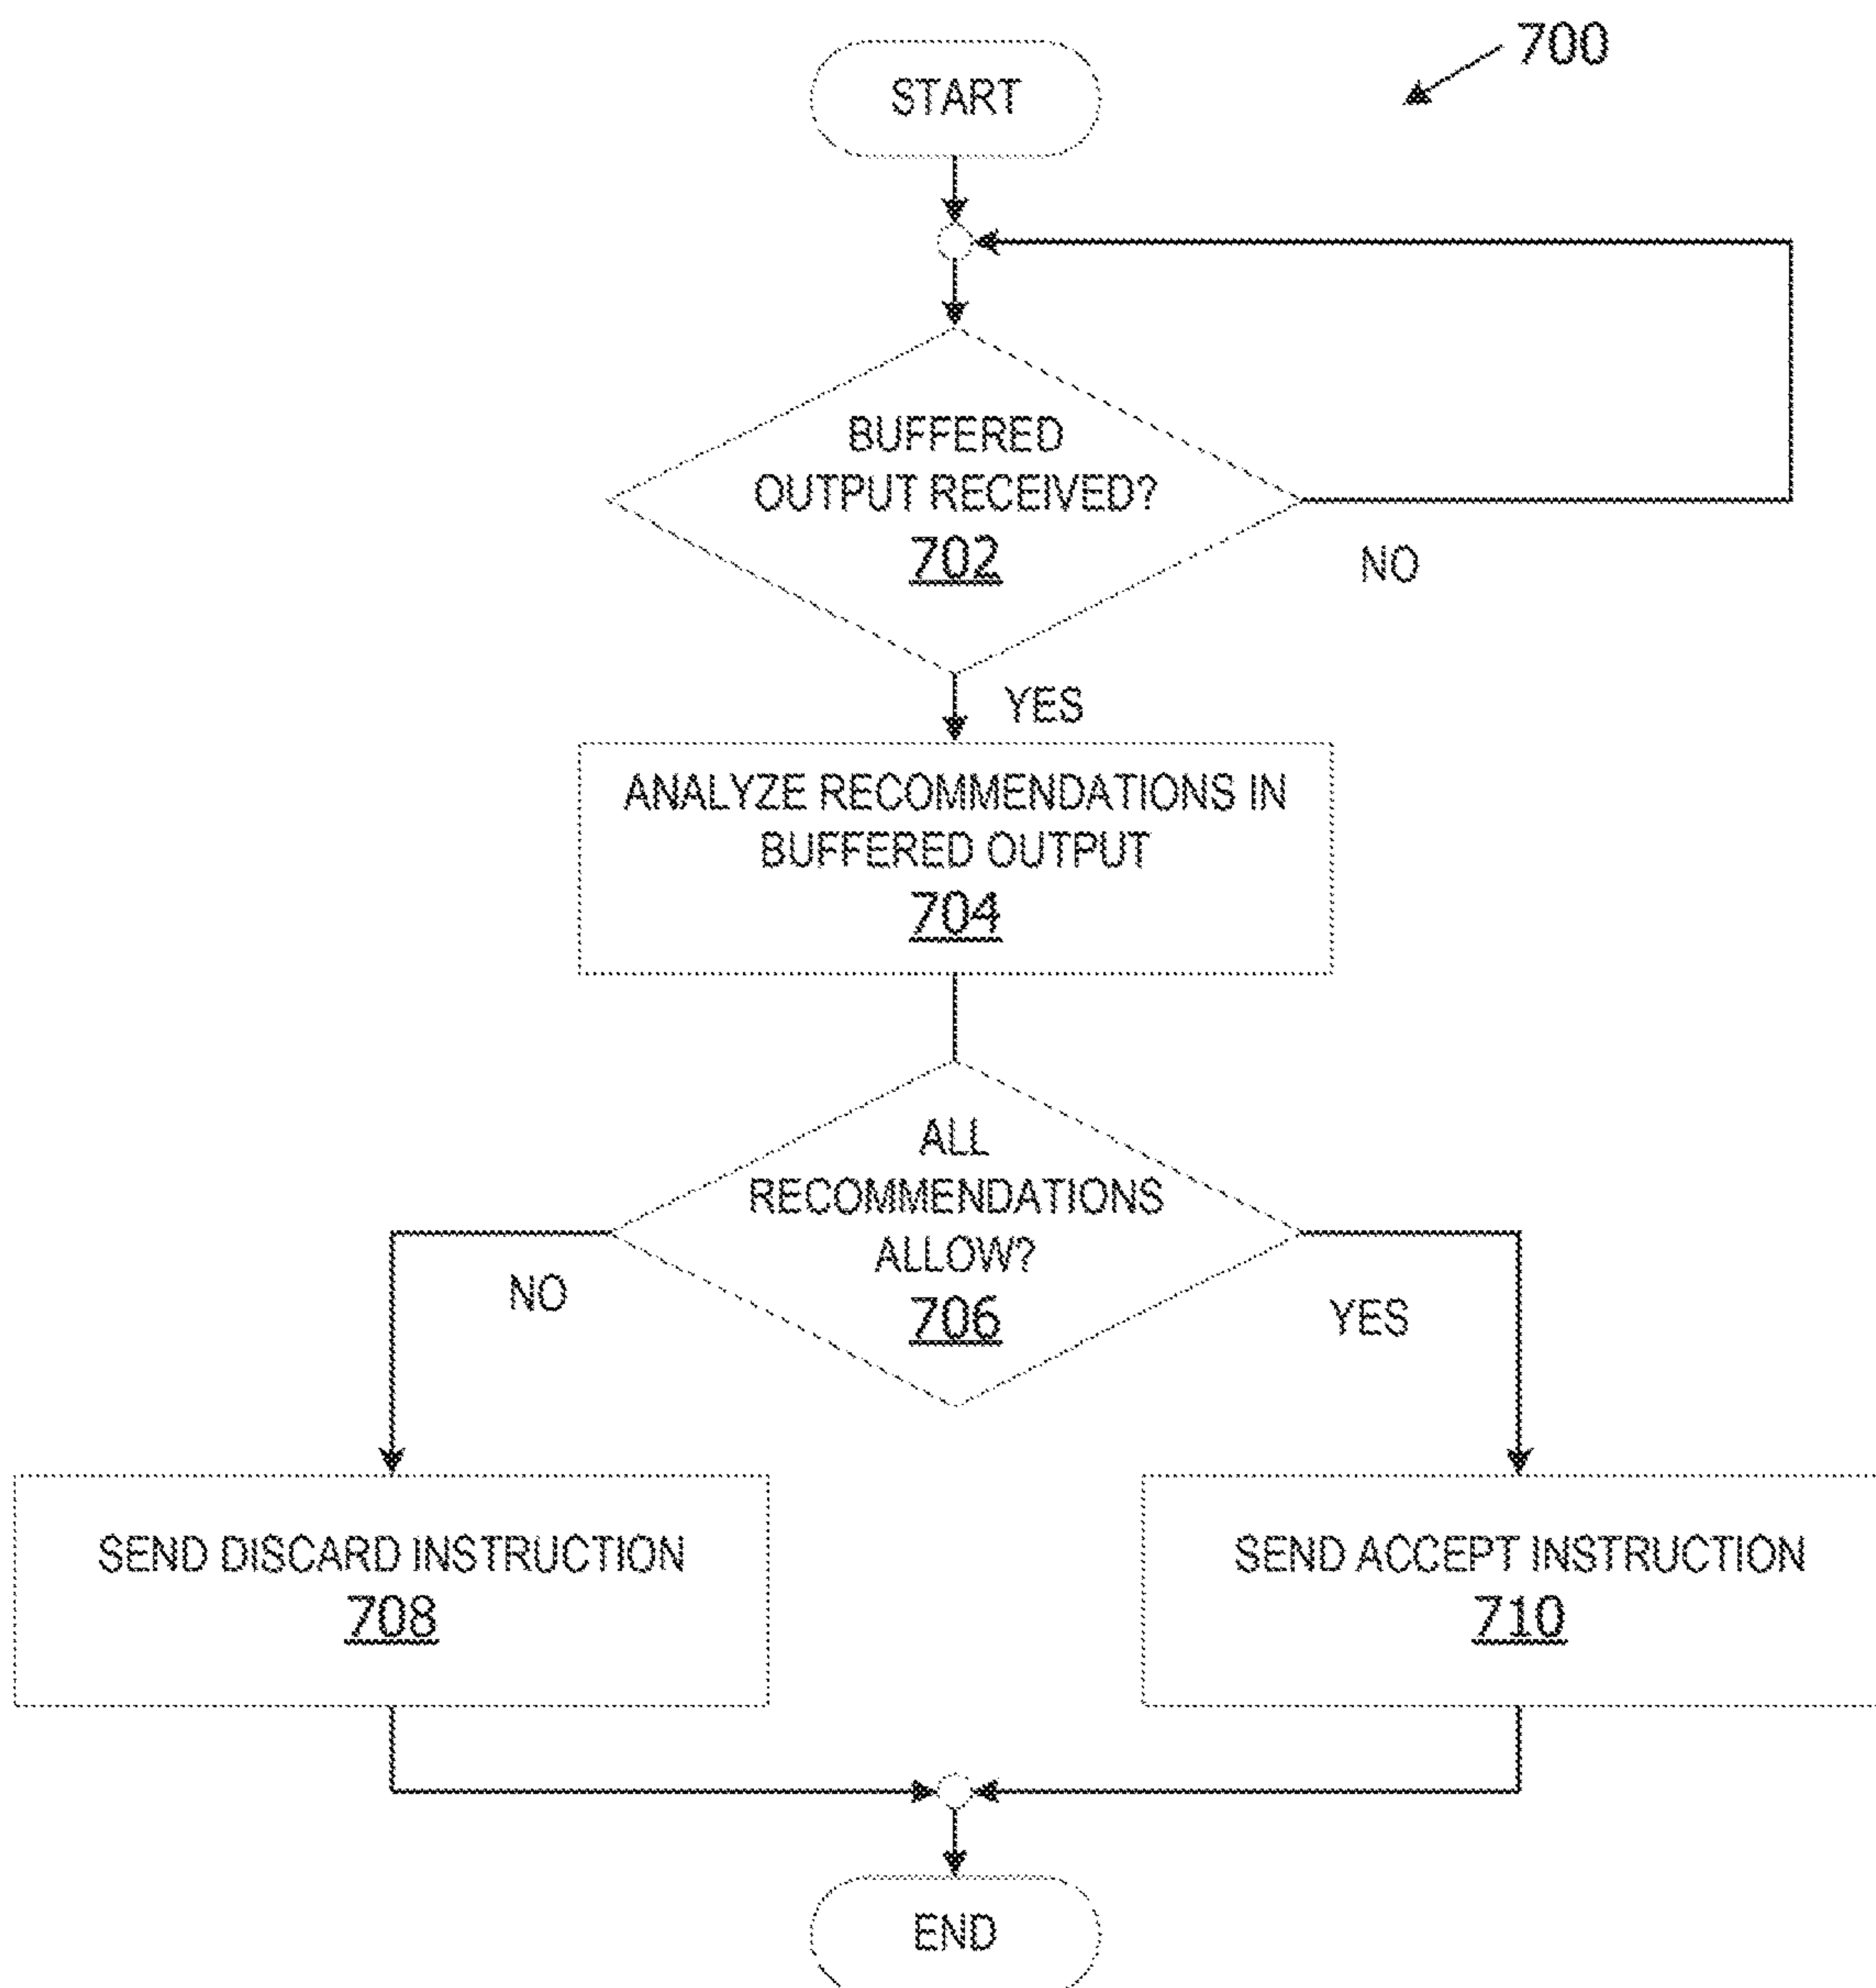 700
START
BUFFERED
OUTPUT RECEIVED?
702
NO
YES
ANALYZE RECOMMENDATIONS IN
BUFFERED OUTPUT
704
ALL
RECOMMENDATIONS
ALLOW?
706
NO
YES
SEND DISCARD INSTRUCTION
708
SEND ACCEPT INSTRUCTION
710
END